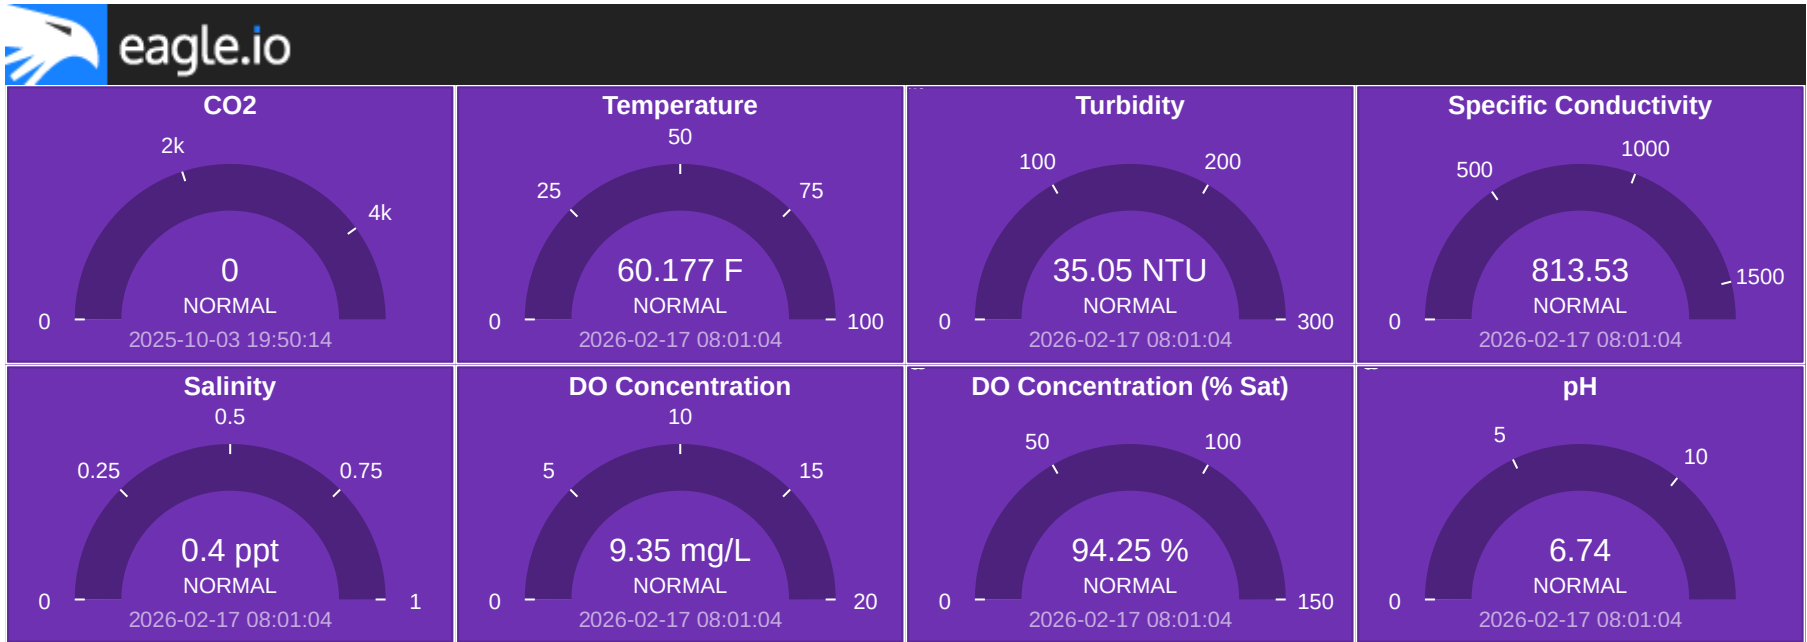 eagle.io
CO2
2k
4k
0
0
NORMAL
2025-10-03 19:50:14
Temperature
50
25
75
60.177 F
NORMAL
0
100
2026-02-17 08:01:04
Turbidity
100
200
35.05 NTU
NORMAL
0
300
2026-02-17 08:01:04
Specific Conductivity
1000
500
1500
813.53
NORMAL
0
2026-02-17 08:01:04
Salinity
0.5
0.25
0.75
0.4 ppt
NORMAL
0
1
2026-02-17 08:01:04
DO Concentration
10
5
15
9.35 mg/L
NORMAL
0
20
2026-02-17 08:01:04
DO Concentration (% Sat)
50
100
94.25 %
NORMAL
0
150
2026-02-17 08:01:04
pH
5
10
6.74
NORMAL
0
2026-02-17 08:01:04